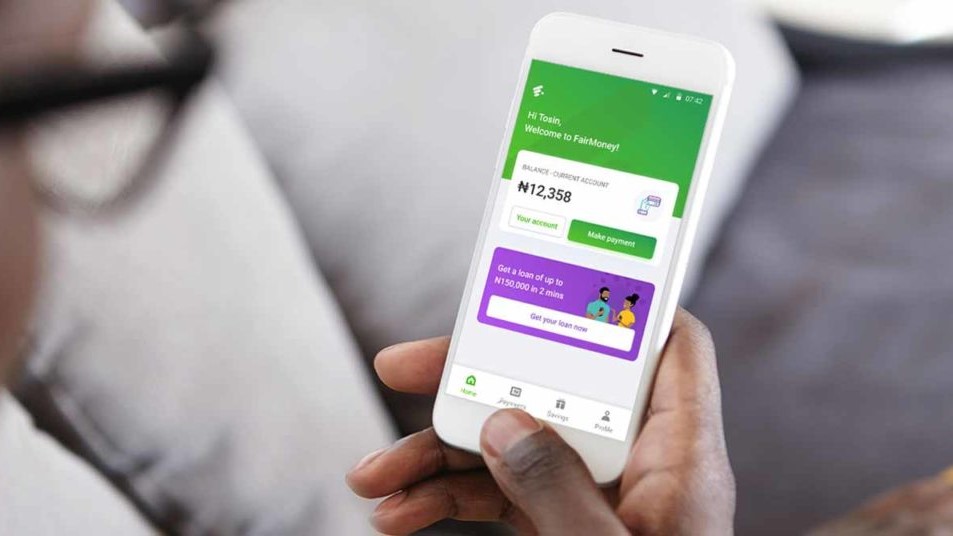 07:42
Hi Tosin,
Welcome to FairMoney!
BALANCE - CURRENT ACCOUNT
₦12,358
Your account
Make payment
Get a loan of up to
N150,000 in 2 mins
Get your loan now
Home
Payments
Savings
Profile